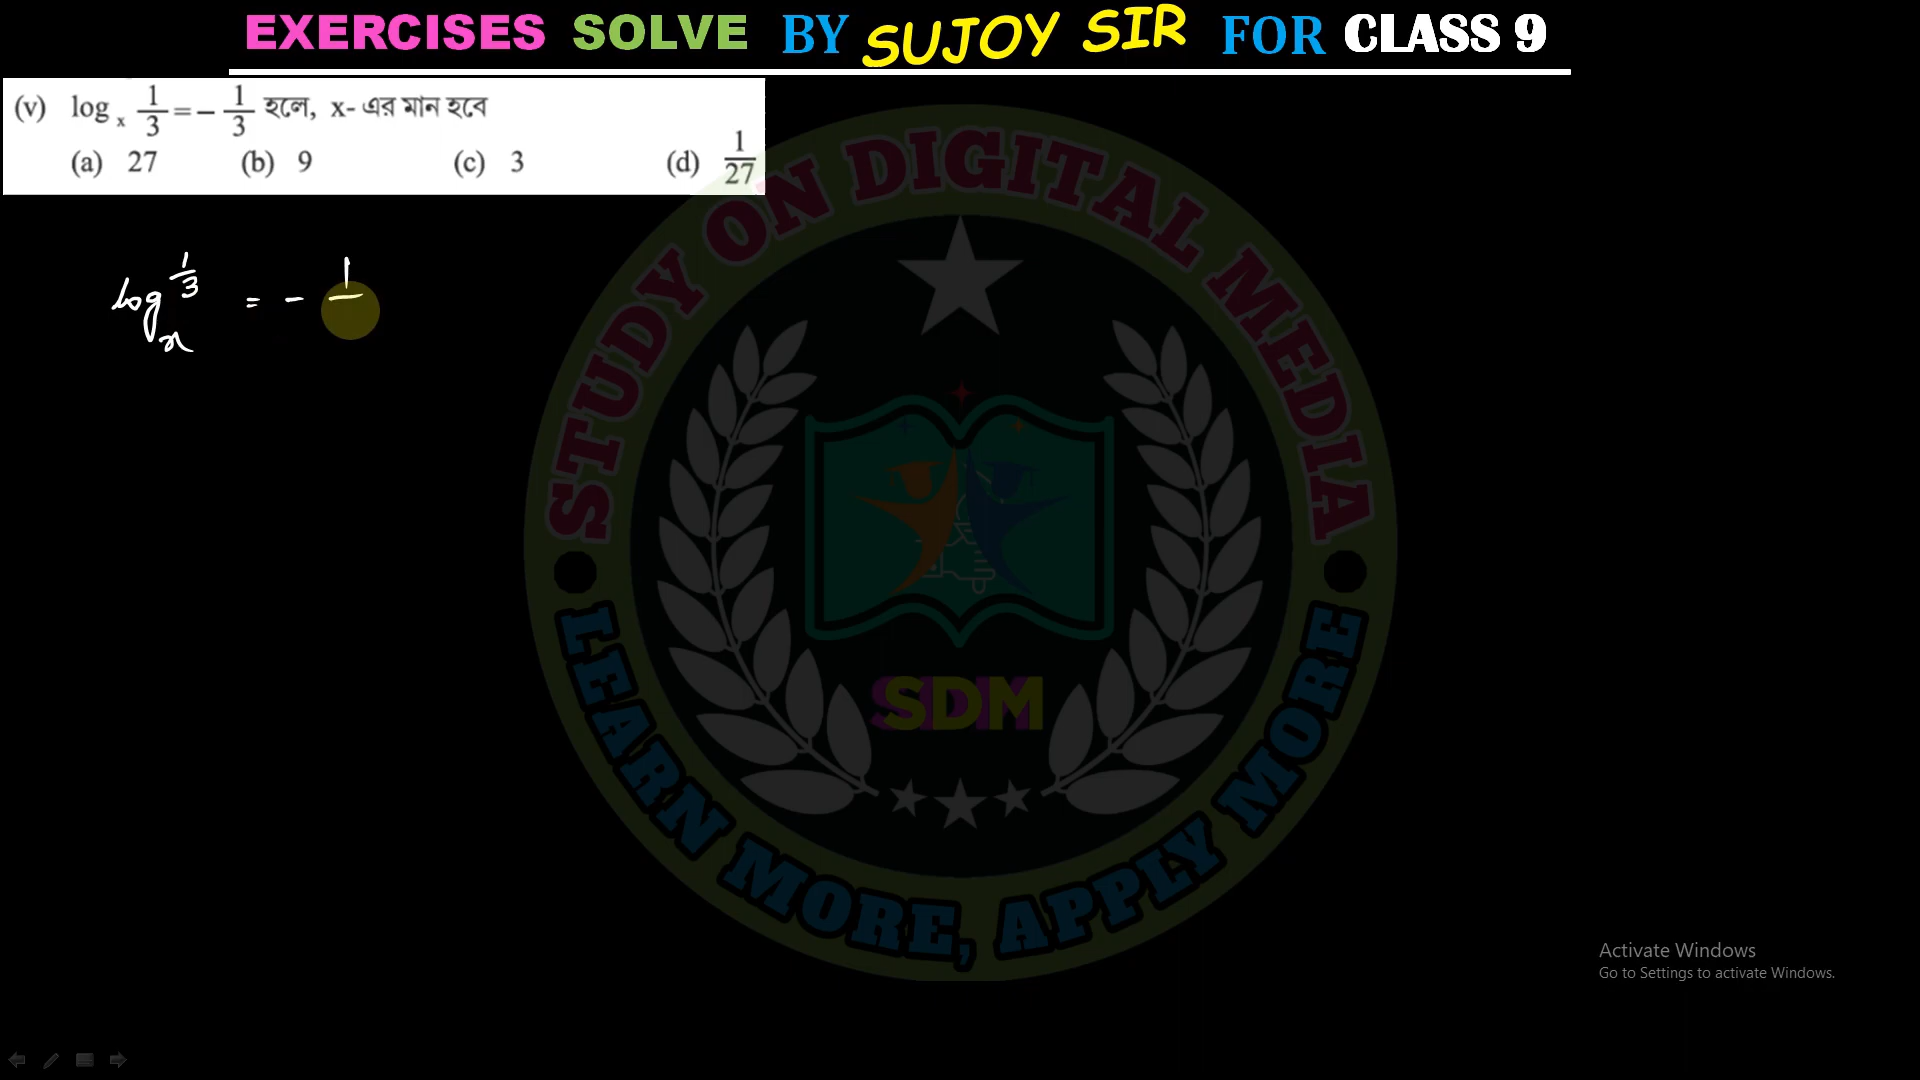 EXERCISES SOLVE BY SUJOY SIR FOR CLASS 9
(v) log x 1/3 = – 1/3 হলে, x- এর মান হবে
(a) 27 (b) 9 (c) 3 (d) 1/27
log x 1/3 = - 1
STUDY ON DIGITAL MEDIA
SDM
LEARN MORE, APPLY MORE
Activate Windows
Go to Settings to activate Windows.